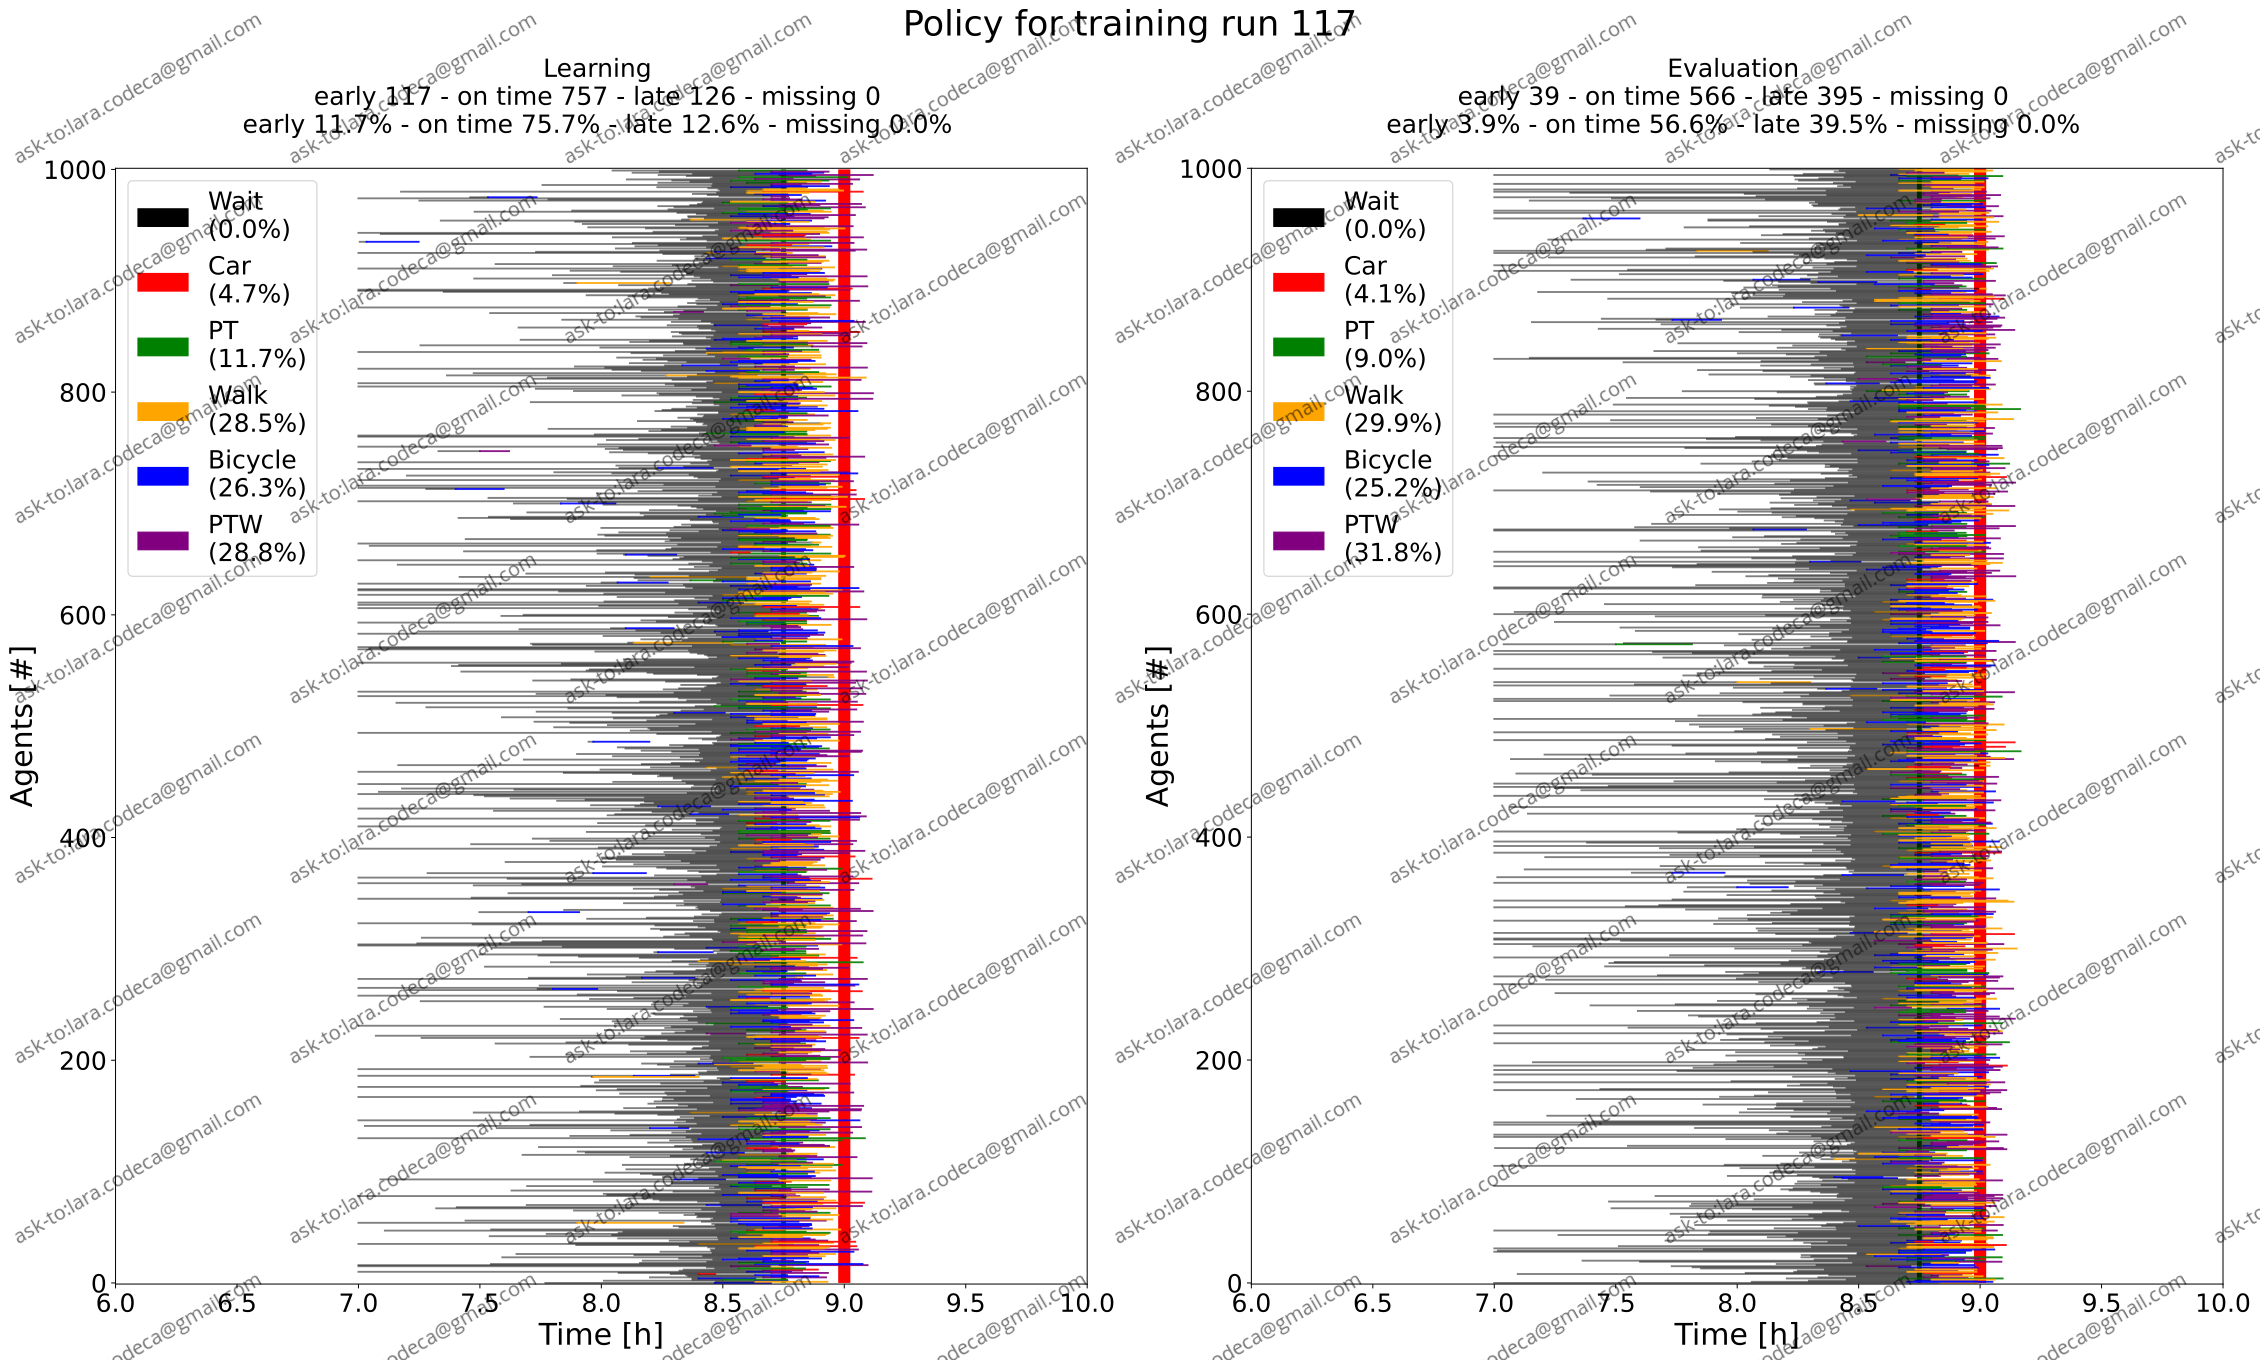 Policy for training run 117
Learning
early 117 - on time 757 - late 126 - missing 0
early 11.7% - on time 75.7% - late 12.6% - missing 0.0%
Evaluation
early 39 - on time 566 - late 395 - missing 0
early 3.9% - on time 56.6% - late 39.5% - missing 0.0%
Agents [#]
1000
800
600
400
200
0
Wait
(0.0%)
Car
(4.7%)
PT
(11.7%)
Walk
(28.5%)
Bicycle
(26.3%)
PTW
(28.8%)
6.0 6.5 7.0 7.5 8.0 8.5 9.0 9.5 10.0
Time [h]
Agents [#]
1000
800
600
400
200
0
Wait
(0.0%)
Car
(4.1%)
PT
(9.0%)
Walk
(29.9%)
Bicycle
(25.2%)
PTW
(31.8%)
6.0 6.5 7.0 7.5 8.0 8.5 9.0 9.5 10.0
Time [h]
ask-to:lara.codeca@gmail.com